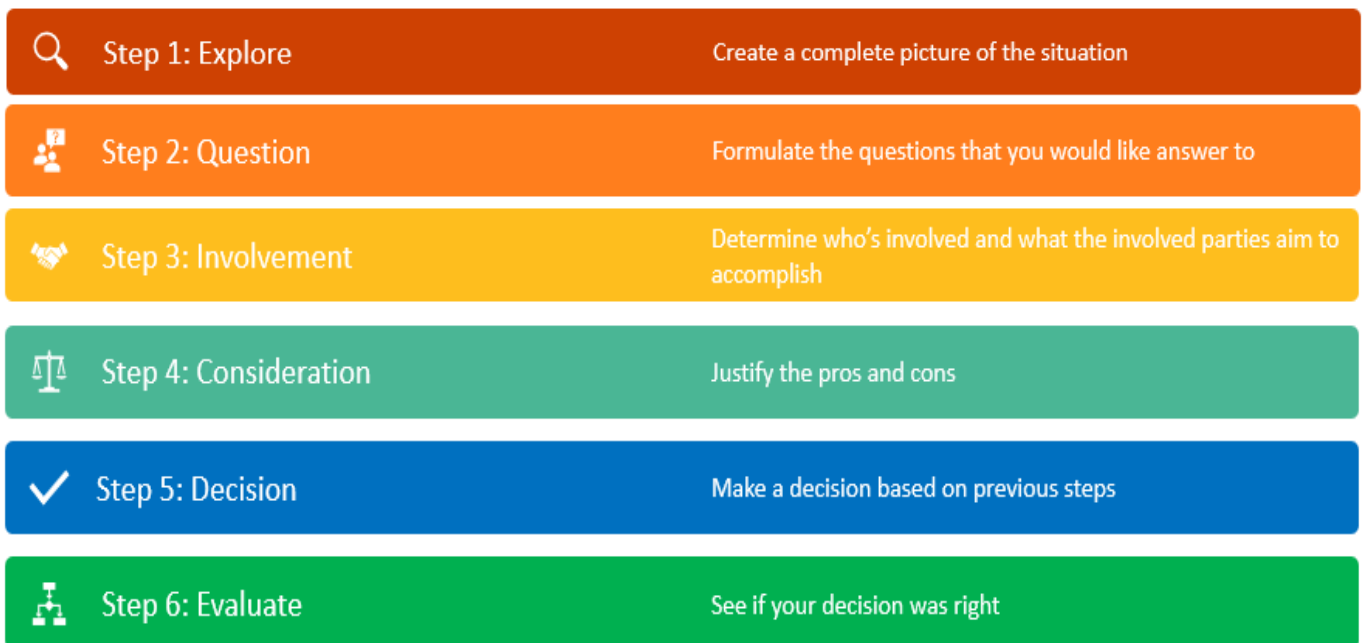 Step 1: Explore
Create a complete picture of the situation
?
Step 2: Question
Formulate the questions that you would like answer to
Step 3: Involvement
Determine who's involved and what the involved parties aim to
accomplish
Step 4: Consideration
Justify the pros and cons
Step 5: Decision
Make a decision based on previous steps
Step 6: Evaluate
See if your decision was right